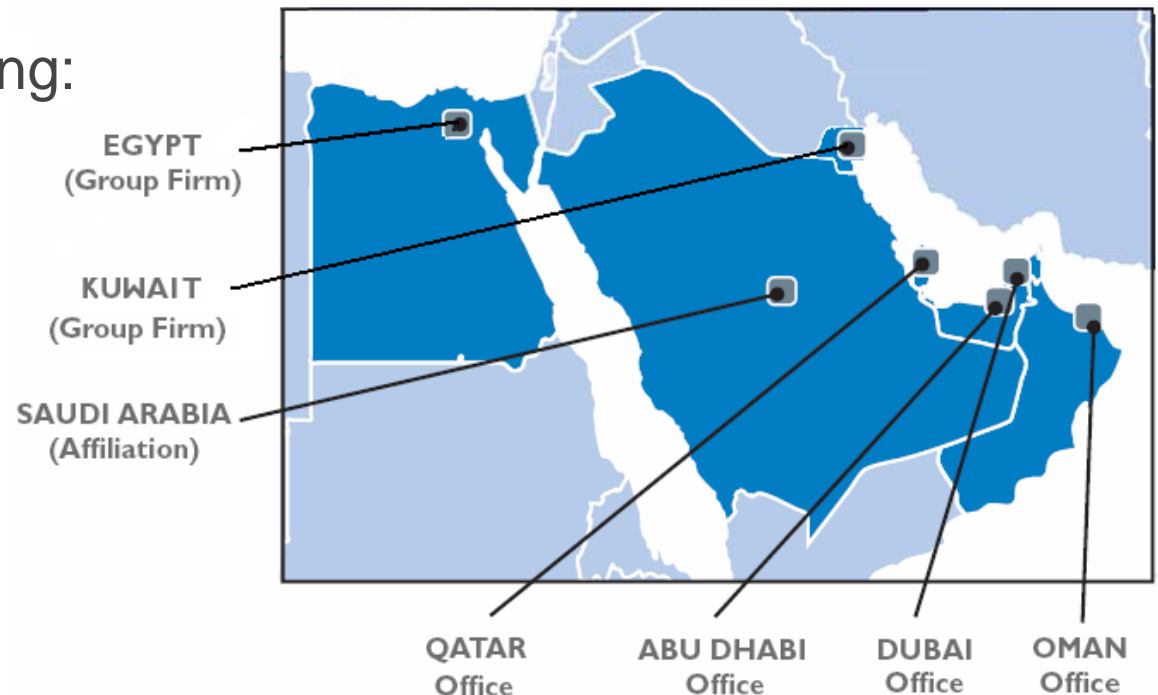 ng:
EGYPT
(Group Firm)
KUWAIT
(Group Firm)
SAUDI ARABIA
(Affiliation)
QATAR
Office
ABU DHABI
Office
DUBAI
Office
OMAN
Office